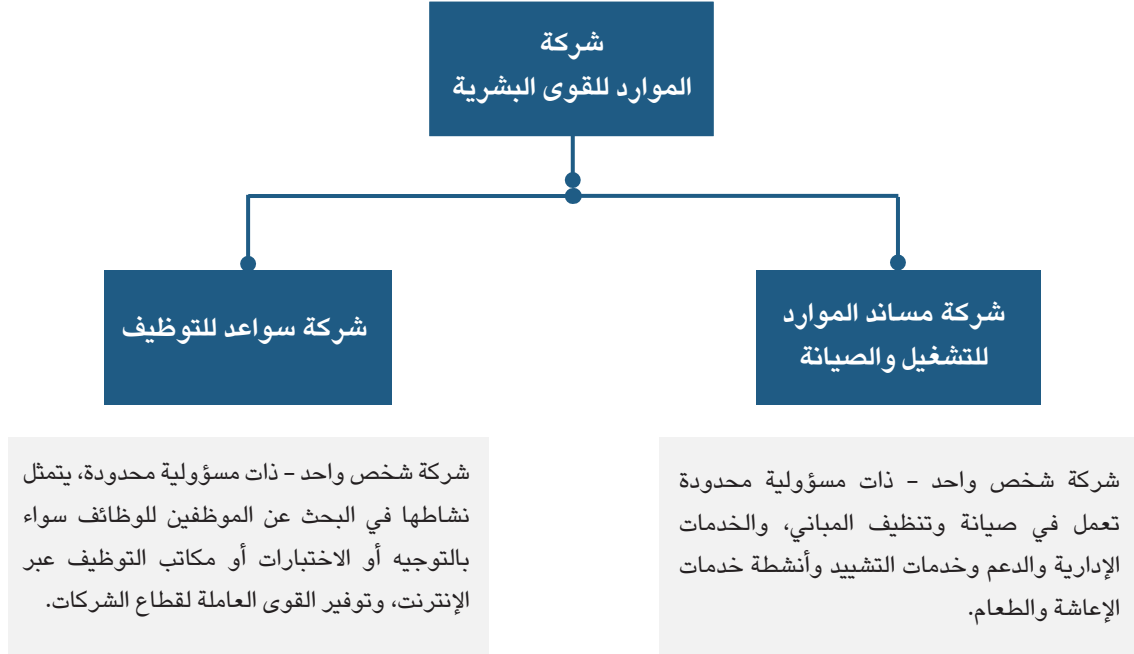 شركة
الموارد للقوى البشرية
شركة مساند الموارد
للتشغيل والصيانة
شركة شخص واحد – ذات مسؤولية محدودة
تعمل في صيانة وتنظيف المباني، والخدمات
الإدارية والدعم وخدمات التشييد وأنشطة خدمات
الإعاشة والطعام.
شركة سواعد للتوظيف
شركة شخص واحد – ذات مسؤولية محدودة، يتمثل
نشاطها في البحث عن الموظفين للوظائف سواء
بالتوجيه أو الاختبارات أو مكاتب التوظيف عبر
الإنترنت، وتوفير القوى العاملة لقطاع الشركات.